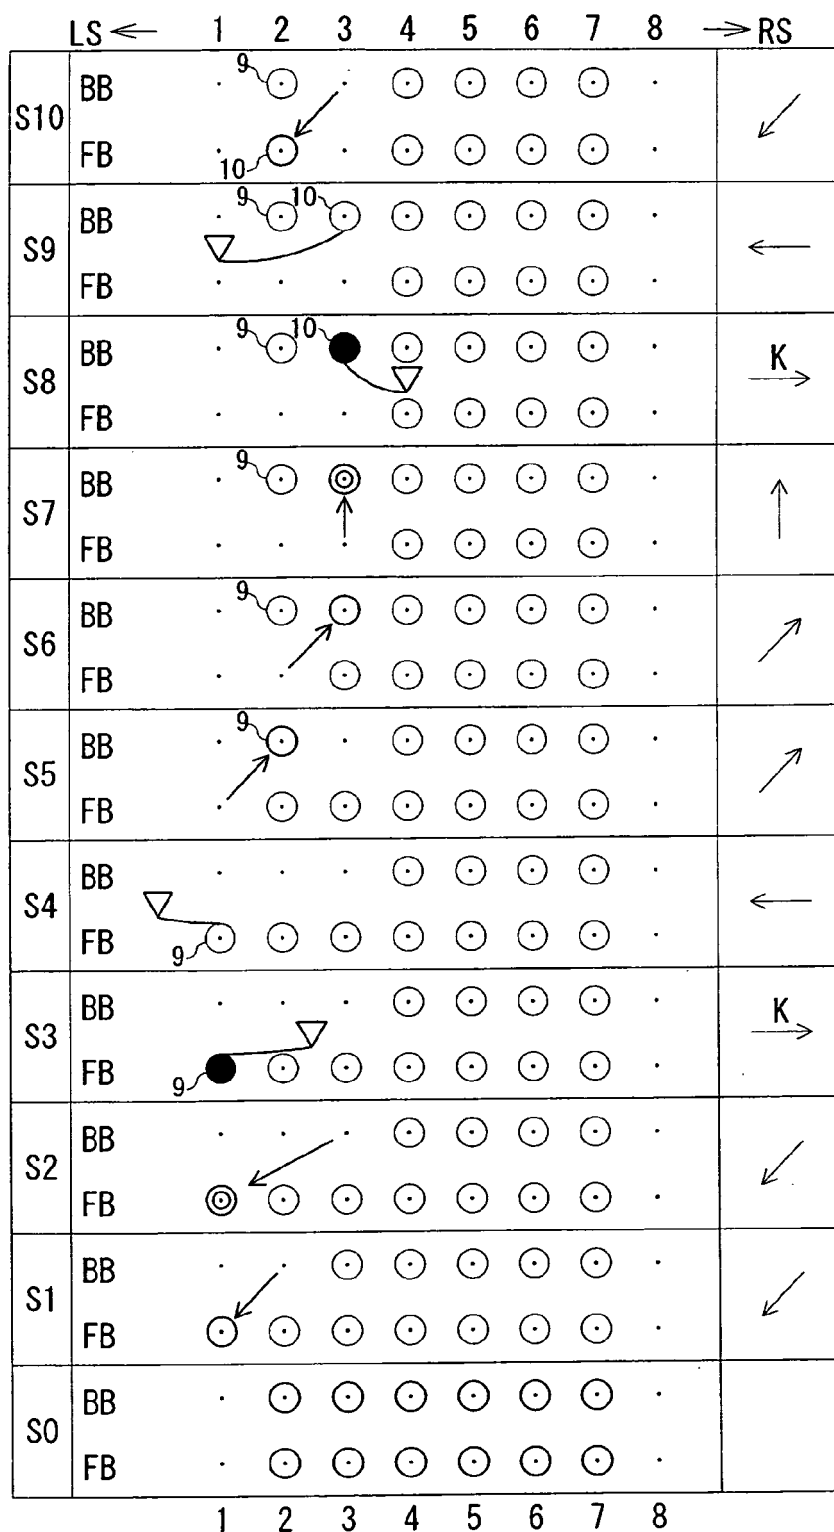 LS ← 1 2 3 4 5 6 7 8 → RS
S10 BB 9
FB 10
S9 BB 9 10
FB
S8 BB 9 10 K
FB
S7 BB 9
FB
S6 BB 9
FB
S5 BB 9
FB
S4 BB
FB 9
S3 BB K
FB 9
S2 BB
FB
S1 BB
FB
S0 BB
FB
1 2 3 4 5 6 7 8